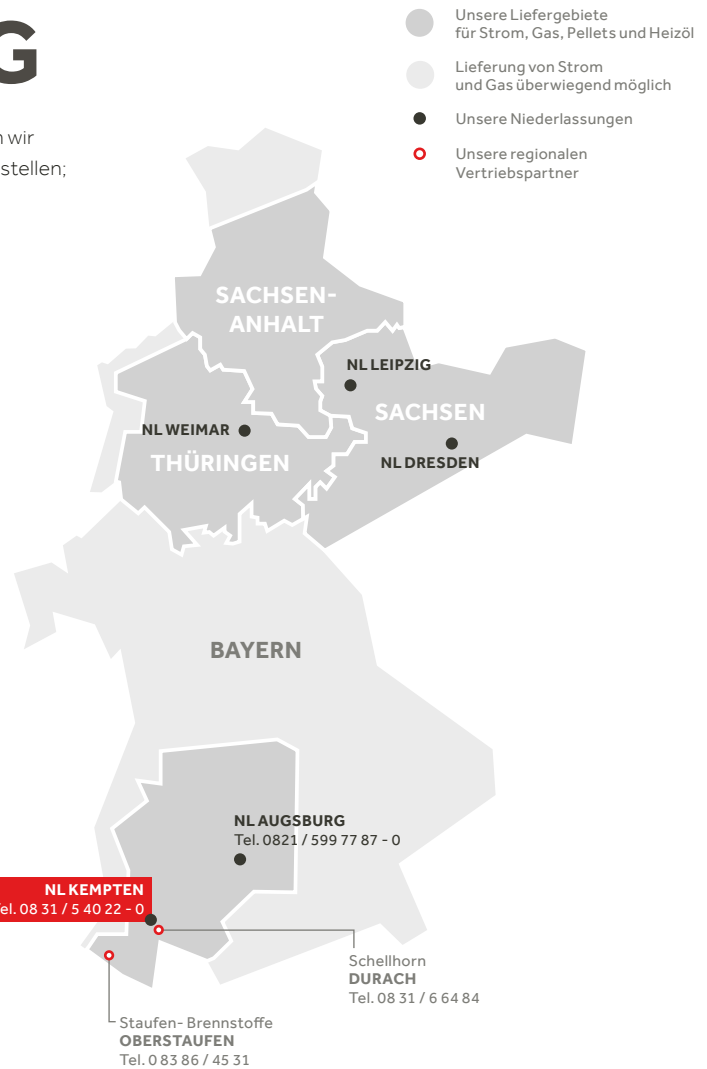 G
n wir
stellen;
Unsere Liefergebiete
für Strom, Gas, Pellets und Heizöl
Lieferung von Strom
und Gas überwiegend möglich
Unsere Niederlassungen
Unsere regionalen
Vertriebspartner
SACHSEN-
ANHALT
NL LEIPZIG
SACHSEN
NL WEIMAR
THÜRINGEN
NL DRESDEN
BAYERN
NL AUGSBURG
Tel. 0821 / 599 77 87 - 0
NL KEMPTEN
Tel. 08 31 / 5 40 22 - 0
Schellhorn
DURACH
Tel. 08 31 / 6 64 84
Staufen- Brennstoffe
OBERSTAUFEN
Tel. 0 83 86 / 45 31